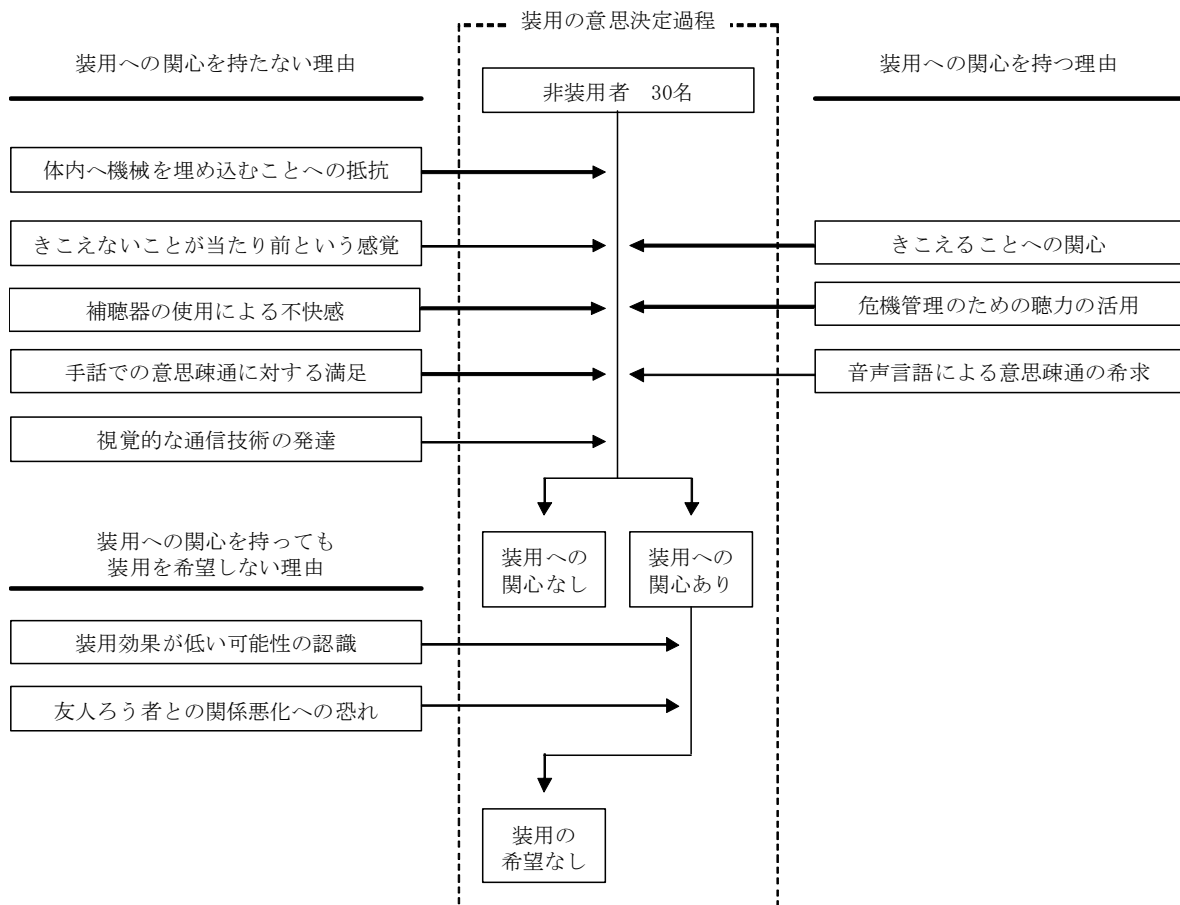 装用の意思決定過程
装用への関心を持たない理由
装用への関心を持つ理由
非装用者　30名
体内へ機械を埋め込むことへの抵抗
きこえないことが当たり前という感覚
きこえることへの関心
補聴器の使用による不快感
危機管理のための聴力の活用
手話での意思疎通に対する満足
音声言語による意思疎通の希求
視覚的な通信技術の発達
装用への
関心なし
装用への
関心あり
装用への関心を持っても
装用を希望しない理由
装用効果が低い可能性の認識
友人ろう者との関係悪化への恐れ
装用の
希望なし